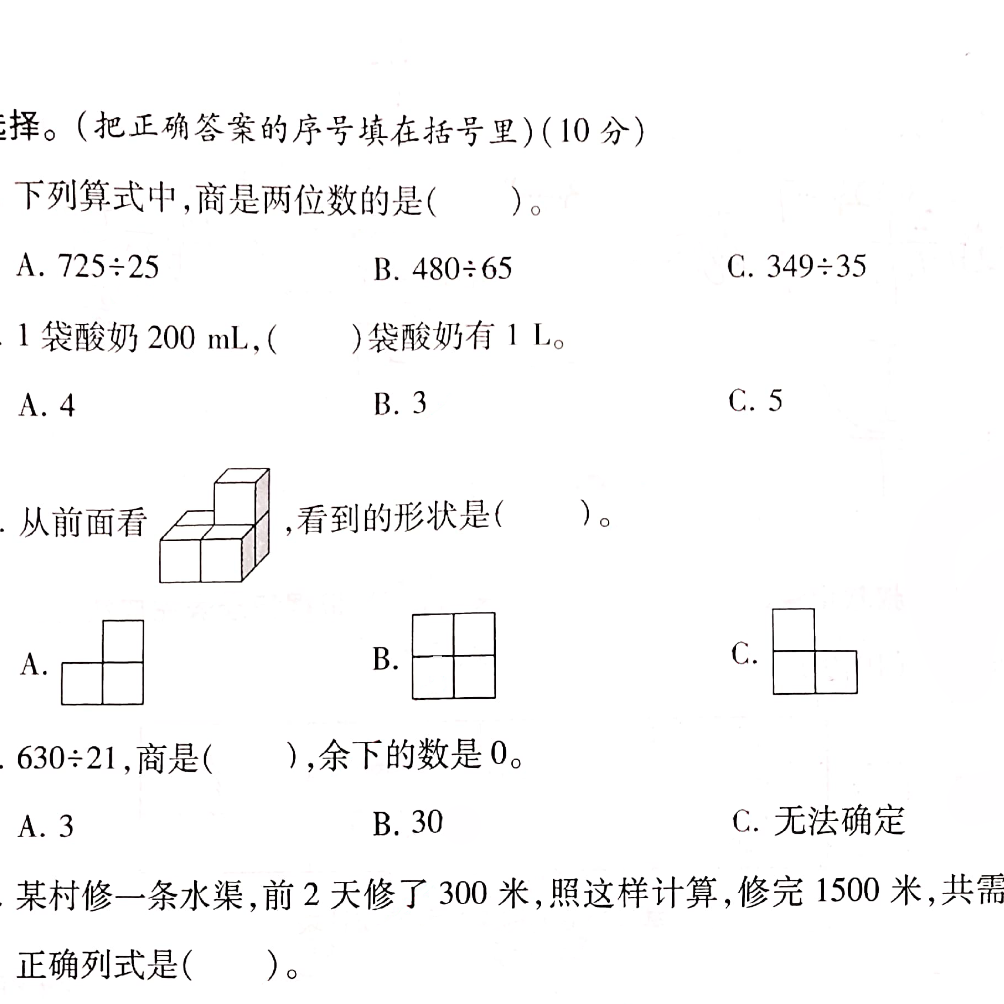 择。(把正确答案的序号填在括号里)(10 分)
下列算式中,商是两位数的是(    )。
A. 725÷25    B. 480÷65    C. 349÷35
. 1 袋酸奶 200 mL,(    )袋酸奶有 1 L。
A. 4    B. 3    C. 5
. 从前面看    ,看到的形状是(    )。
A.    B.    C.
. 630÷21,商是(    ),余下的数是 0。
A. 3    B. 30    C. 无法确定
. 某村修一条水渠,前 2 天修了 300 米,照这样计算,修完 1500 米,共需
正确列式是(    )。